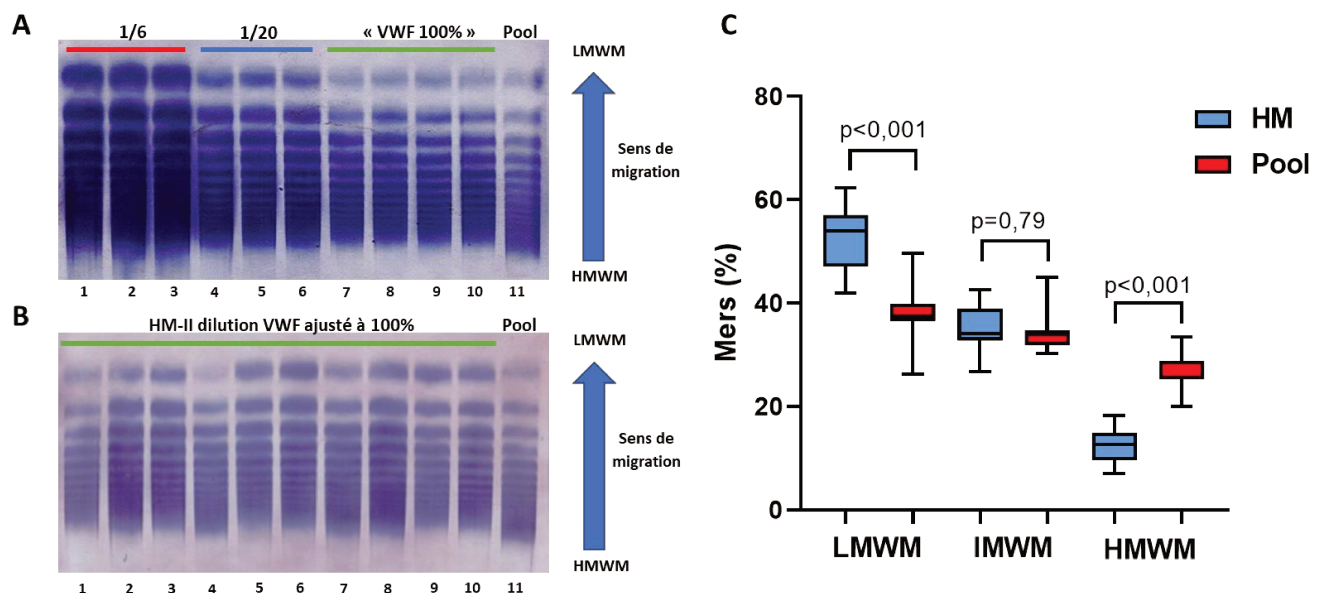 A
1/6
1/20
« VWF 100% »
Pool
LMWM
Sens de
migration
HMWM
1 2 3 4 5 6 7 8 9 10 11
B
HM-II dilution VWF ajusté à 100%
Pool
LMWM
Sens de
migration
HMWM
1 2 3 4 5 6 7 8 9 10 11
C
Mers (%)
80
60
40
20
0
p<0,001
p=0,79
p<0,001
HM
Pool
LMWM
IMWM
HMWM